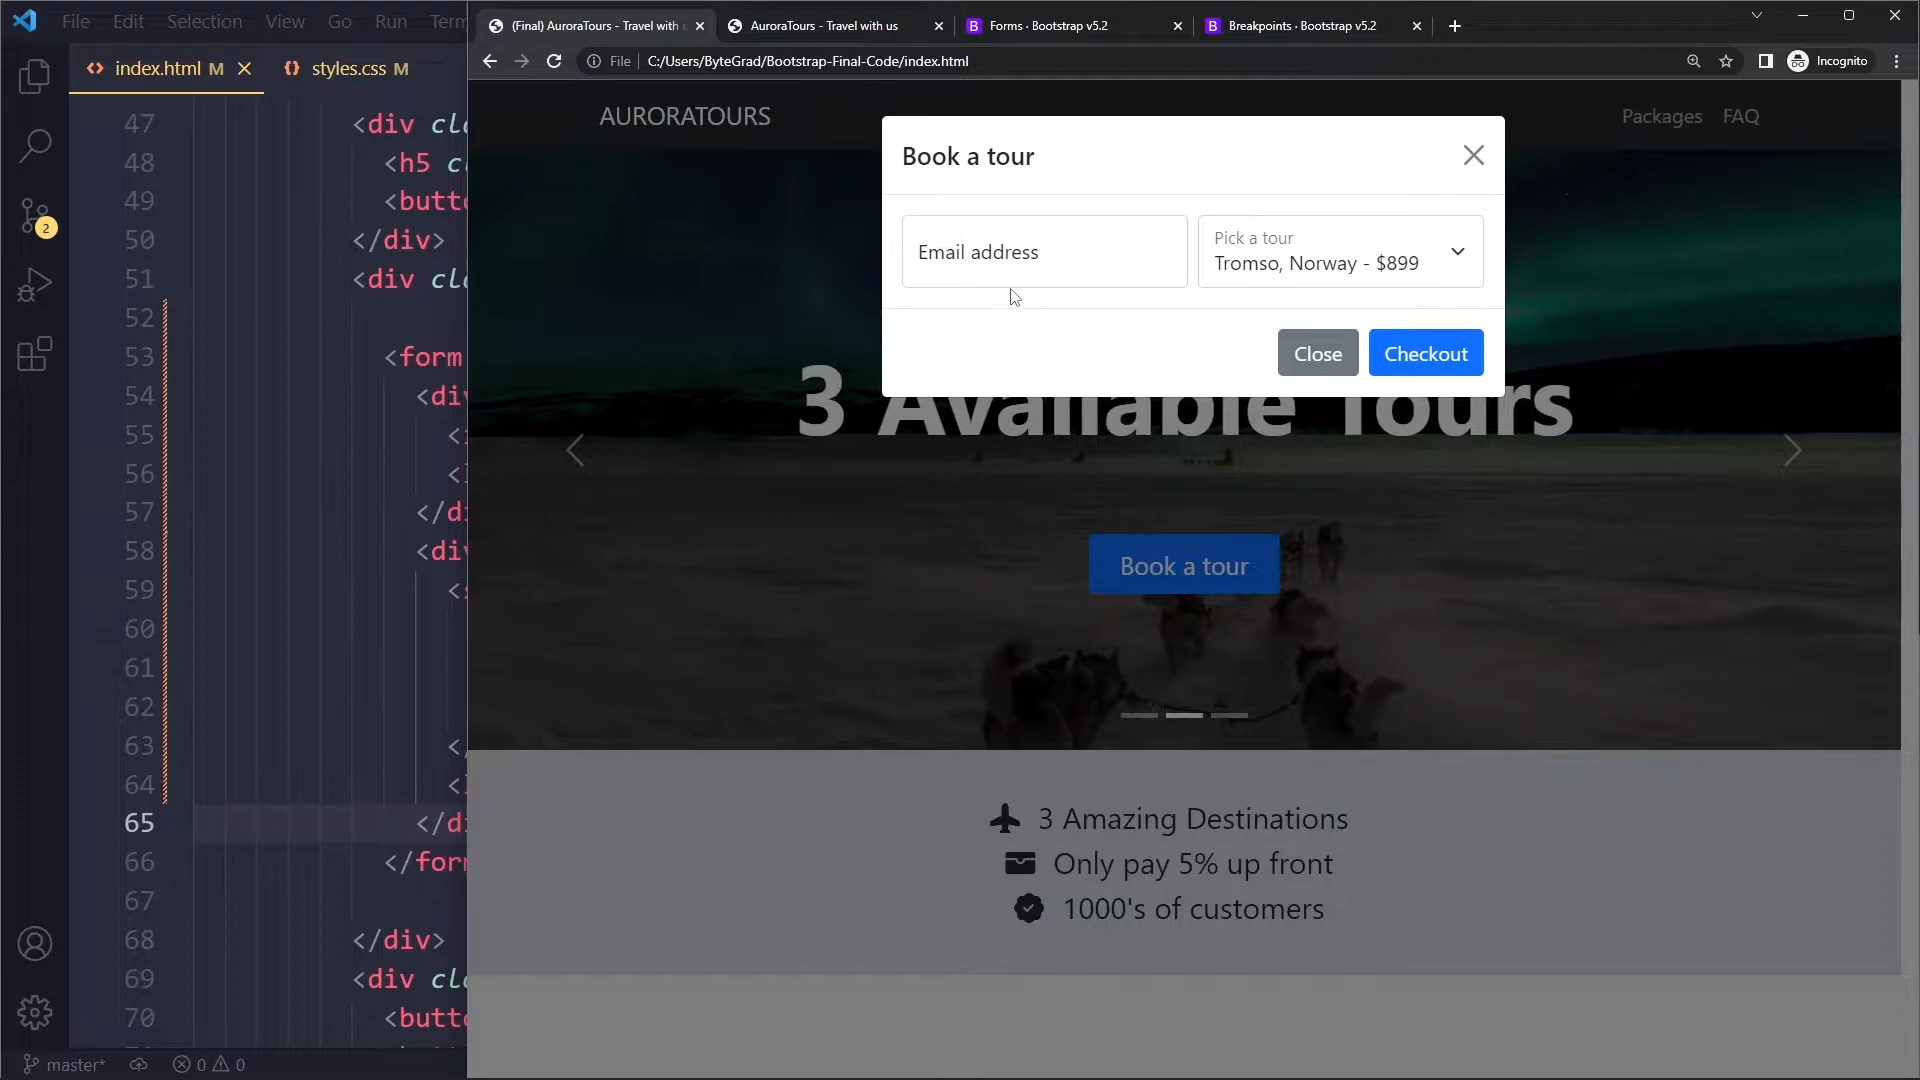 File Edit Selection View Go Run Term
(Final) AuroraTours - Travel with
AuroraTours - Travel with us
Forms · Bootstrap v5.2
Breakpoints · Bootstrap v5.2
File C:/Users/ByteGrad/Bootstrap-Final-Code/index.html
Incognito
index.html M
styles.css M
2
47 <div cl
48 <h5 c
49 <butt
50 </div>
51 <div cl
52
53 <form
54 <di
55 <
56 <
57 </d
58 <di
59 <
60
61
62
63 <
64 <
65 </d
66 </for
67
68 </div>
69 <div cl
70 <butt
master*
0 0
AURORATOURS
Packages FAQ
Book a tour
Email address
Pick a tour
Tromso, Norway - $899
Close Checkout
3 Available Tours
Book a tour
3 Amazing Destinations
Only pay 5% up front
1000's of customers